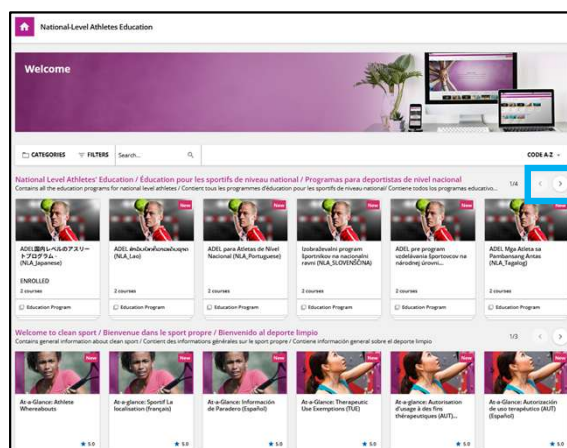 National-Level Athletes Education
Welcome
CATEGORIES FILTERS Search... CODE A-Z
National Level Athletes' Education / Éducation pour les sportifs de niveau national / Programas para deportistas de nivel nacional 1/4
Contains all the education programs for national level athletes / Contient tous les programmes d'éducation pour les sportifs de niveau national/ Contiene todos los programas educativo...
New New New New New
ADEL国内レベルのアスリートプログラム - (NLA_Japanese)
ENROLLED
2 courses
Education Program
ADEL (NLA_Lao)
2 courses
Education Program
ADEL para Atletas de Nível Nacional (NLA_Portuguese)
2 courses
Education Program
Izobraževalni program športnikov na nacionalni ravni (NLA_SLOVENŠČINA)
2 courses
Education Program
ADEL pre program vzdelávania športovcov na národnej úrovni...
2 courses
Education Program
ADEL Mga Atleta sa Pambansang Antas (NLA_Tagalog)
2 courses
Education Program
Welcome to clean sport / Bienvenue dans le sport propre / Bienvenido al deporte limpio 1/3
Contains general information about clean sport / Contient des informations générales sur le sport propre / Contiene información general sobre el deporte limpio
New New New New New New
At-a-Glance: Athlete Whereabouts
5.0
At-a-glance: Sportif La localisation (français)
5.0
At-a-Glance: Información de Paradero (Español)
5.0
At-a-Glance: Therapeutic Use Exemptions (TUE)
5.0
At-a-Glance: Autorisation d'usage à des fins thérapeutiques (AUT)...
5.0
At-a-Glance: Autorización de uso terapéutico (AUT) (Español)
5.0